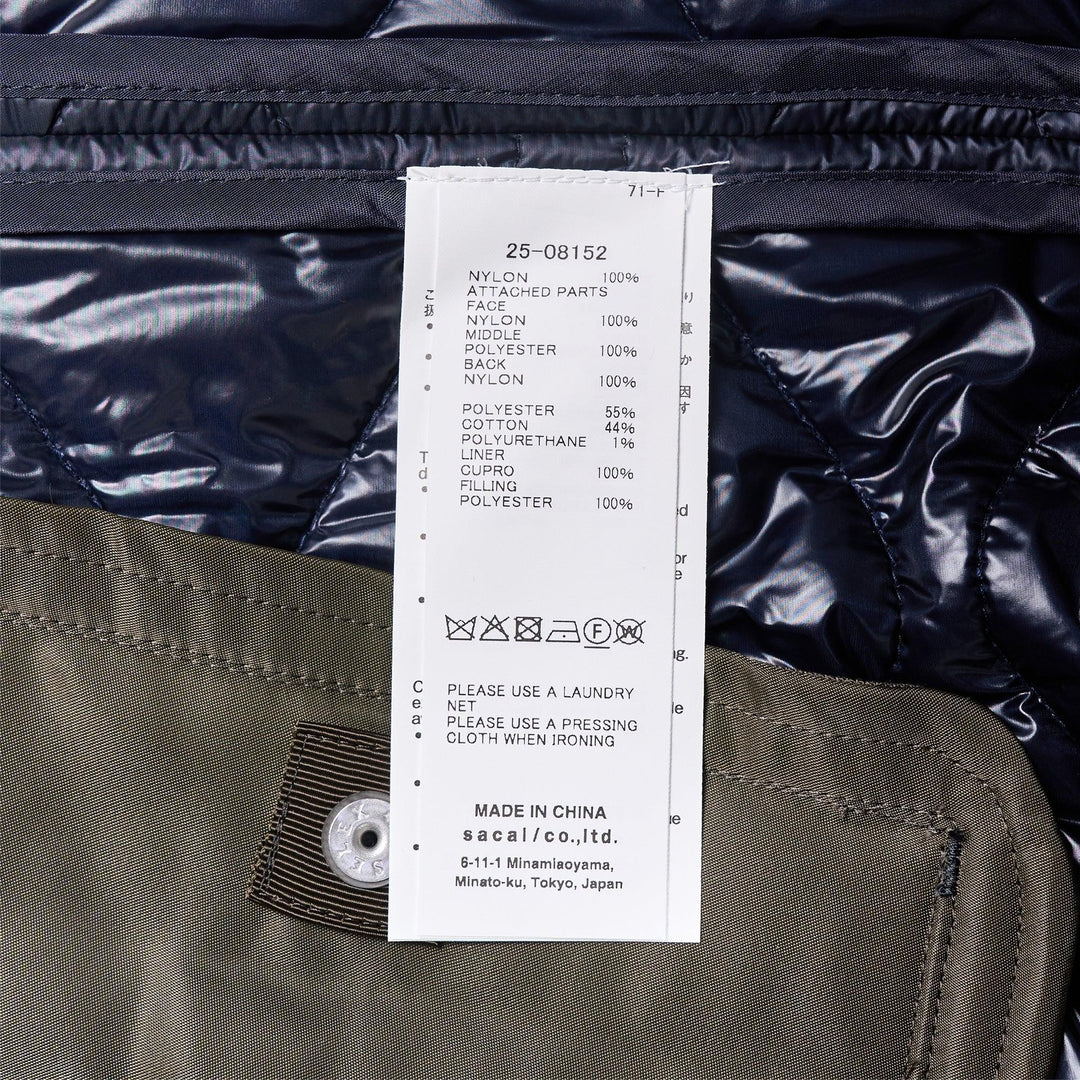 71-F
25-08152
NYLON 100%
ATTACHED PARTS
FACE
NYLON 100%
MIDDLE
POLYESTER 100%
BACK
NYLON 100%
POLYESTER 55%
COTTON 44%
POLYURETHANE 1%
LINER
CUPRO 100%
FILLING
POLYESTER 100%
PLEASE USE A LAUNDRY
NET
PLEASE USE A PRESSING
CLOTH WHEN IRONING
MADE IN CHINA
sacai/co.,ltd.
6-11-1 Minamiaoyama,
Minato-ku, Tokyo, Japan